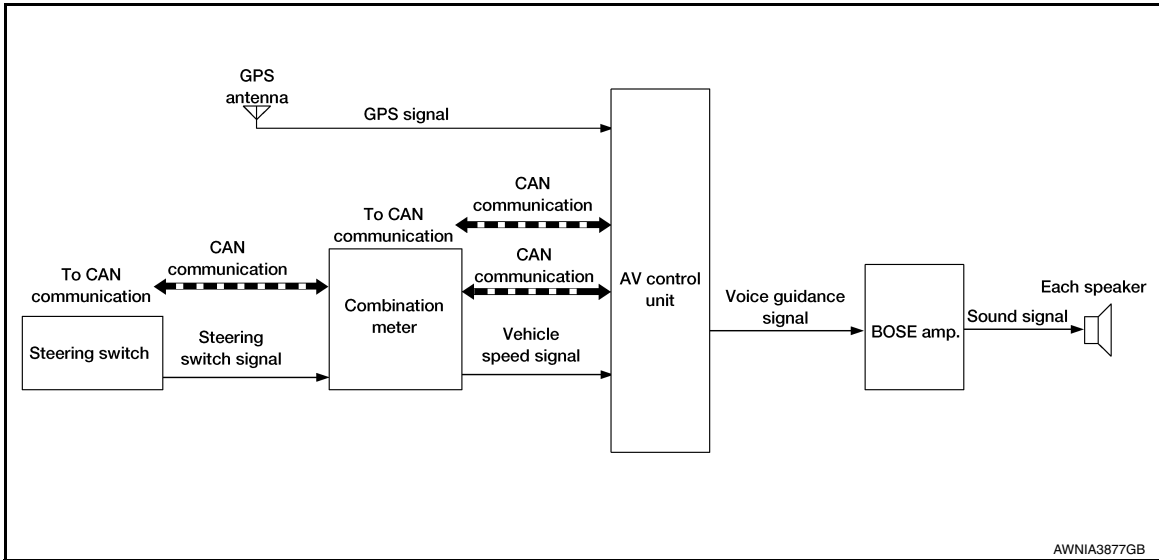 GPS
antenna
GPS signal
CAN
communication
To CAN
communication
CAN
communication
CAN
communication
To CAN
communication
AV control
unit
Combination
meter
Voice guidance
signal
Each speaker
Sound signal
BOSE amp.
Steering switch
Steering
switch signal
Vehicle
speed signal
AWNIA3877GB